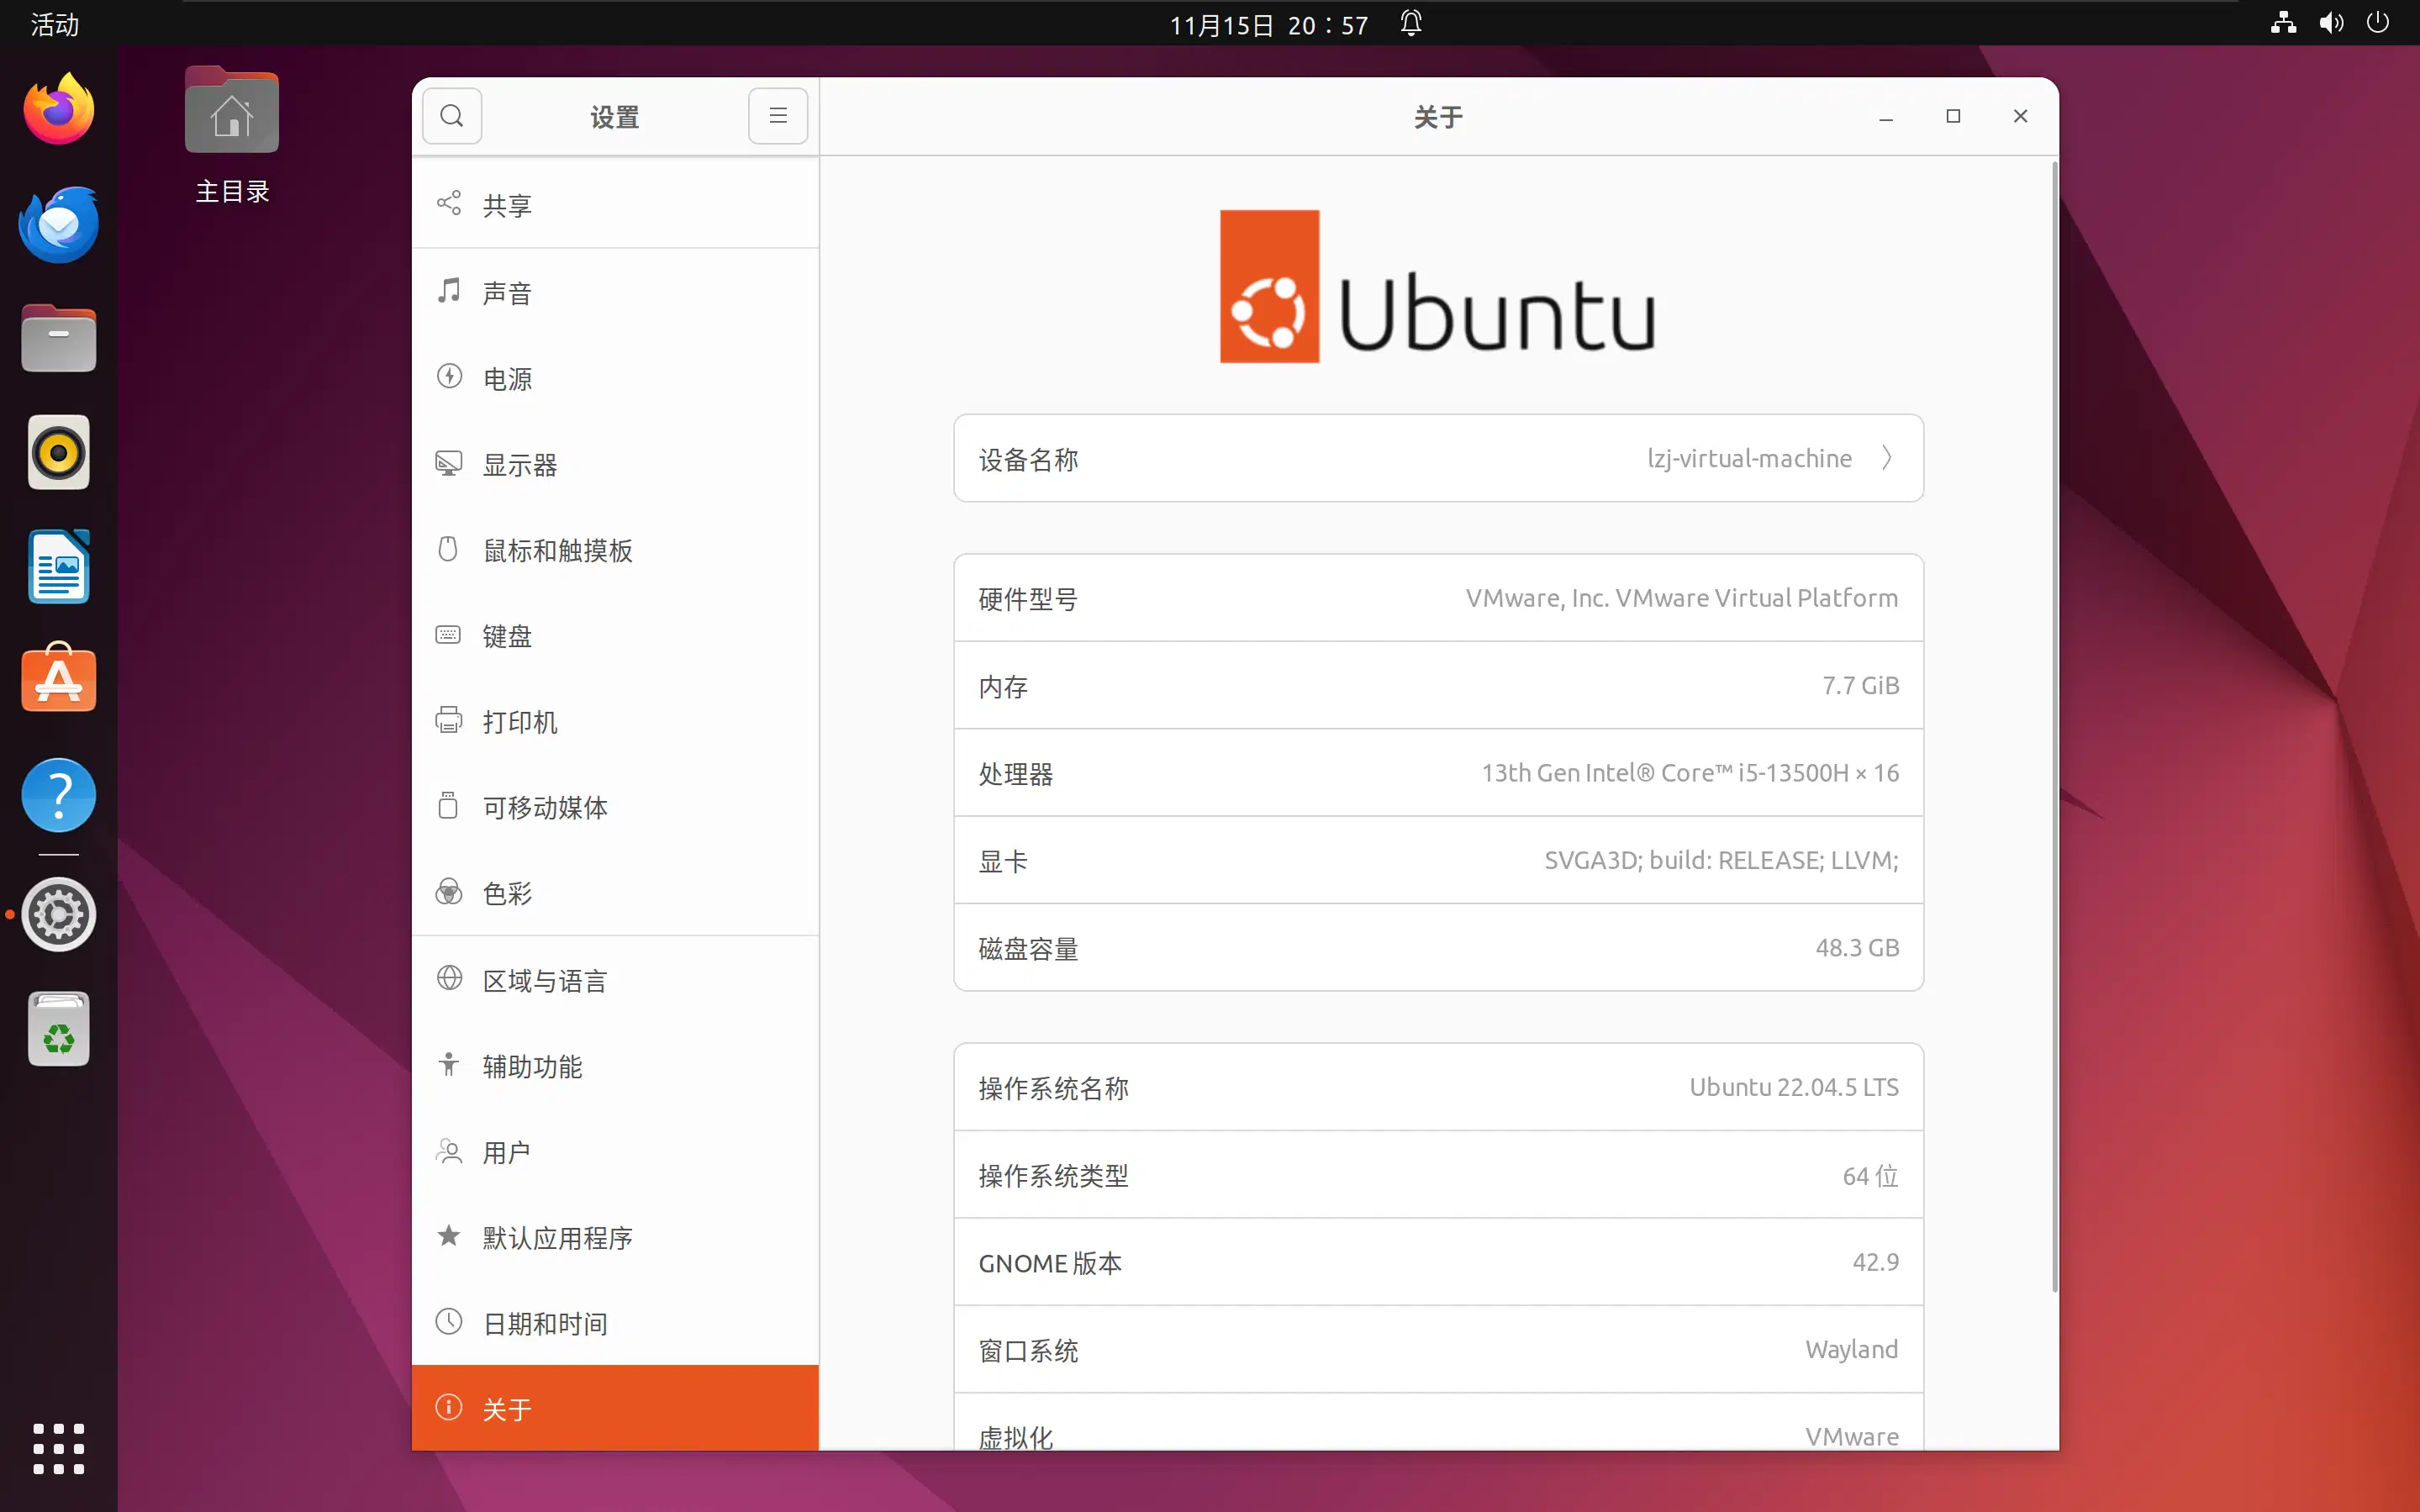 活动
11月15日 20：57
主目录
设置
关于
共享
声音
电源
显示器
鼠标和触摸板
键盘
打印机
可移动媒体
色彩
区域与语言
辅助功能
用户
默认应用程序
日期和时间
关于
Ubuntu
设备名称 lzj-virtual-machine
硬件型号 VMware, Inc. VMware Virtual Platform
内存 7.7 GiB
处理器 13th Gen Intel® Core™ i5-13500H × 16
显卡 SVGA3D; build: RELEASE; LLVM;
磁盘容量 48.3 GB
操作系统名称 Ubuntu 22.04.5 LTS
操作系统类型 64 位
GNOME 版本 42.9
窗口系统 Wayland
虚拟化 VMware